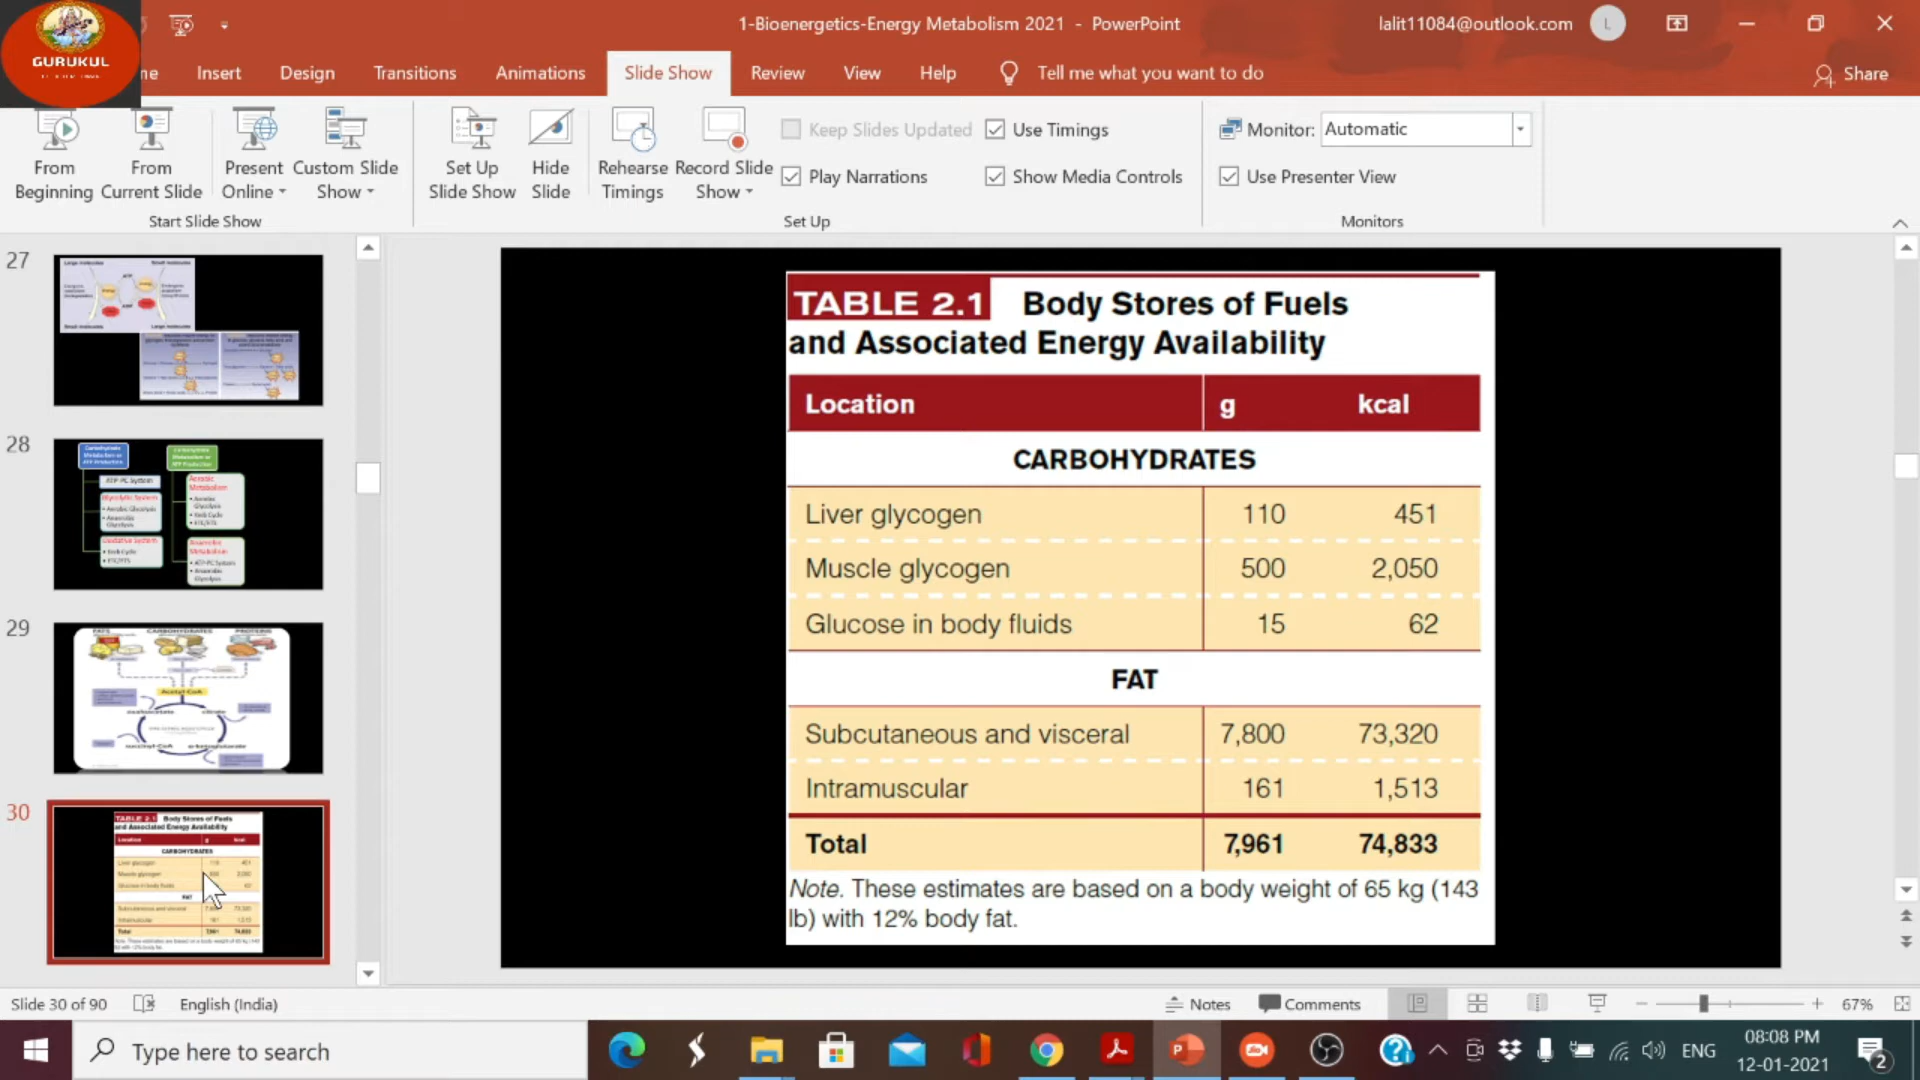 1-Bioenergetics-Energy Metabolism 2021 - PowerPoint
lalit11084@outlook.com
L
GURUKUL
Insert
Design
Transitions
Animations
Slide Show
Review
View
Help
Tell me what you want to do
Share
From Beginning
From Current Slide
Present Online
Custom Slide Show
Start Slide Show
Set Up Slide Show
Hide Slide
Rehearse Timings
Record Slide Show
Keep Slides Updated
Use Timings
Play Narrations
Show Media Controls
Set Up
Monitor: Automatic
Use Presenter View
Monitors
27
28
29
FATS CARBOHYDRATES PROTEINS
Acetyl-CoA
30
TABLE 2.1 Body Stores of Fuels
and Associated Energy Availability
Location g kcal
CARBOHYDRATES
Liver glycogen 110 451
Muscle glycogen 500 2,050
Glucose in body fluids 15 62
FAT
Subcutaneous and visceral 7,800 73,320
Intramuscular 161 1,513
Total 7,961 74,833
Note. These estimates are based on a body weight of 65 kg (143
lb) with 12% body fat.
Slide 30 of 90
English (India)
Notes
Comments
67%
Type here to search
ENG
08:08 PM
12-01-2021
2